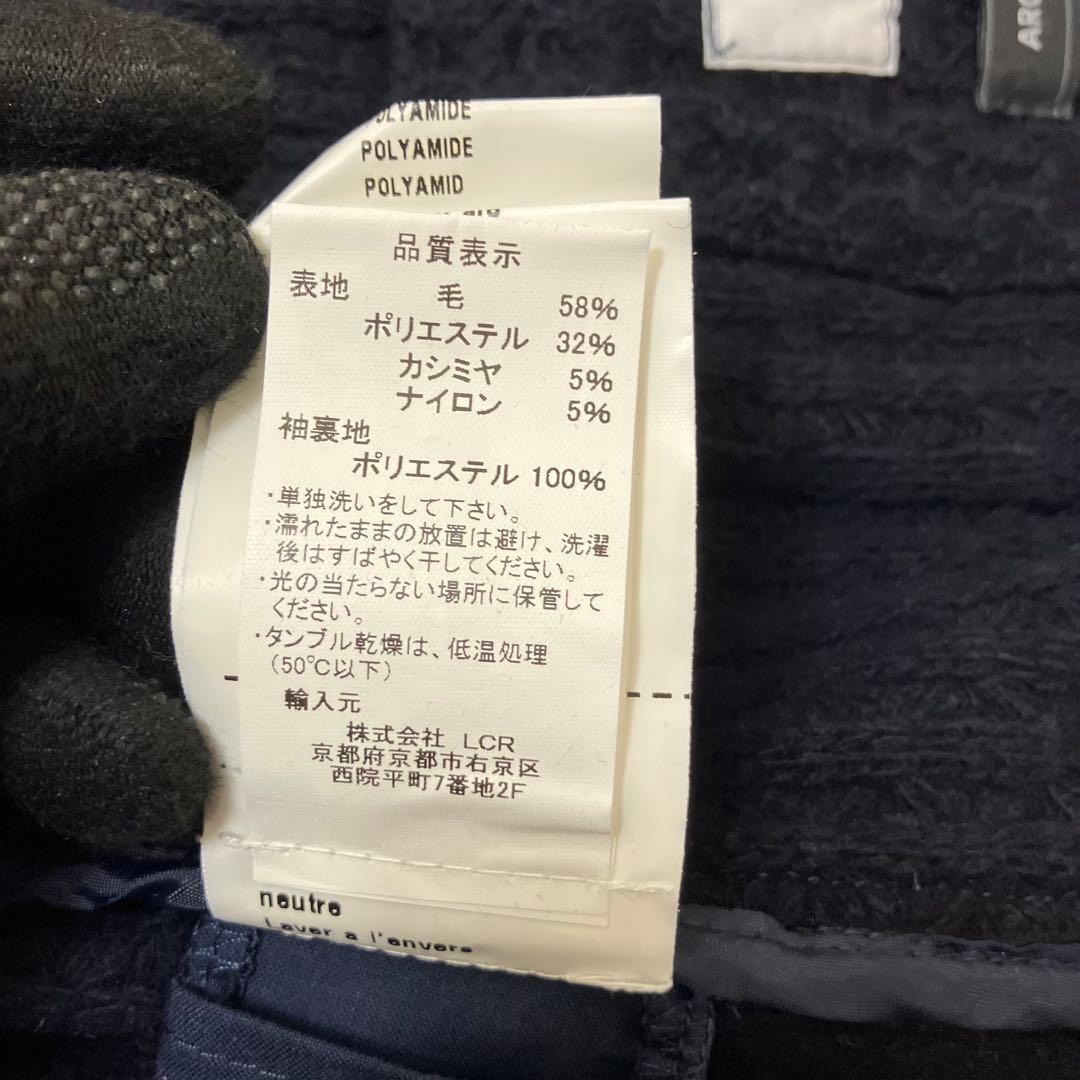 ARC
POLYAMIDE
POLYAMIDE
POLYAMID
品質表示
表地 毛 58%
ポリエステル 32%
カシミヤ 5%
ナイロン 5%
袖裏地
ポリエステル 100%
・単独洗いをして下さい。
・濡れたままの放置は避け、洗濯
後はすばやく干してください。
・光の当たらない場所に保管して
ください。
・タンブル乾燥は、低温処理
(50℃以下)
輸入元
株式会社 LCR
京都府京都市右京区
西院平町7番地2F
neutre
Laver a l'envers